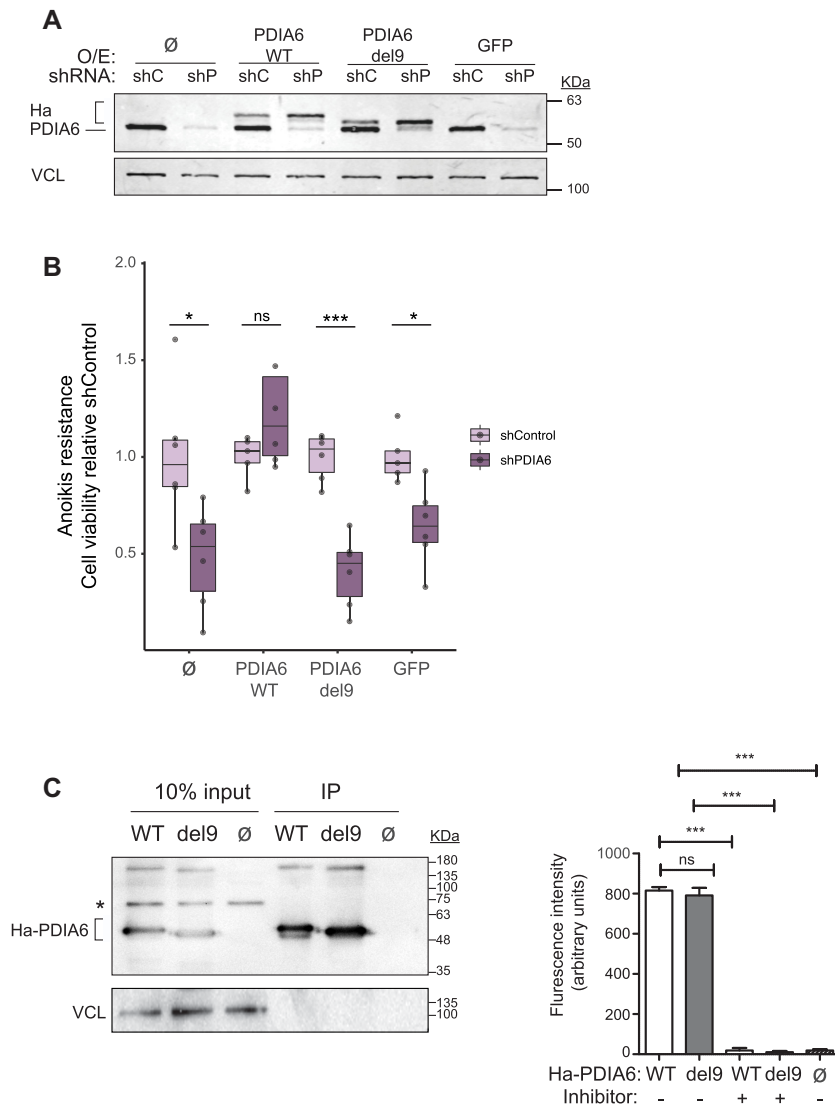 A
O/E: Ø PDIA6 WT PDIA6 del9 GFP
shRNA: shC shP shC shP shC shP shC shP
KDa
Ha
PDIA6
63
50
VCL
100
B
Anoikis resistance
Cell viability relative shControl
2.0
1.5
1.0
0.5
* ns *** *
shControl
shPDIA6
Ø PDIA6 WT PDIA6 del9 GFP
C
10% input IP
WT del9 Ø WT del9 Ø
KDa
180
135
100
75
63
48
35
*
Ha-PDIA6
VCL
135
100
***
***
***
ns
Flurescence intensity
(arbitrary units)
1000
800
600
400
200
0
Ha-PDIA6: WT del9 WT del9 Ø
Inhibitor: - - + + -